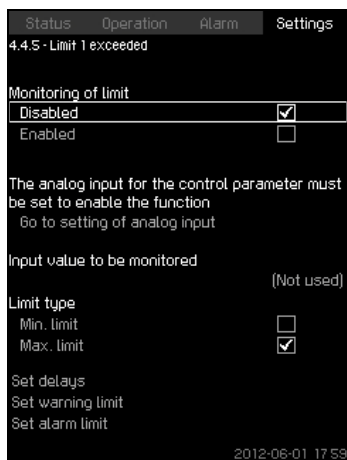 Status Operation Alarm Settings
4.4.5 - Limit 1 exceeded
Monitoring of limit
Disabled
Enabled
The analog input for the control parameter must
be set to enable the function
Go to setting of analog input
Input value to be monitored
(Not used)
Limit type
Min. limit
Max. limit
Set delays
Set warning limit
Set alarm limit
2012-06-01 17:59